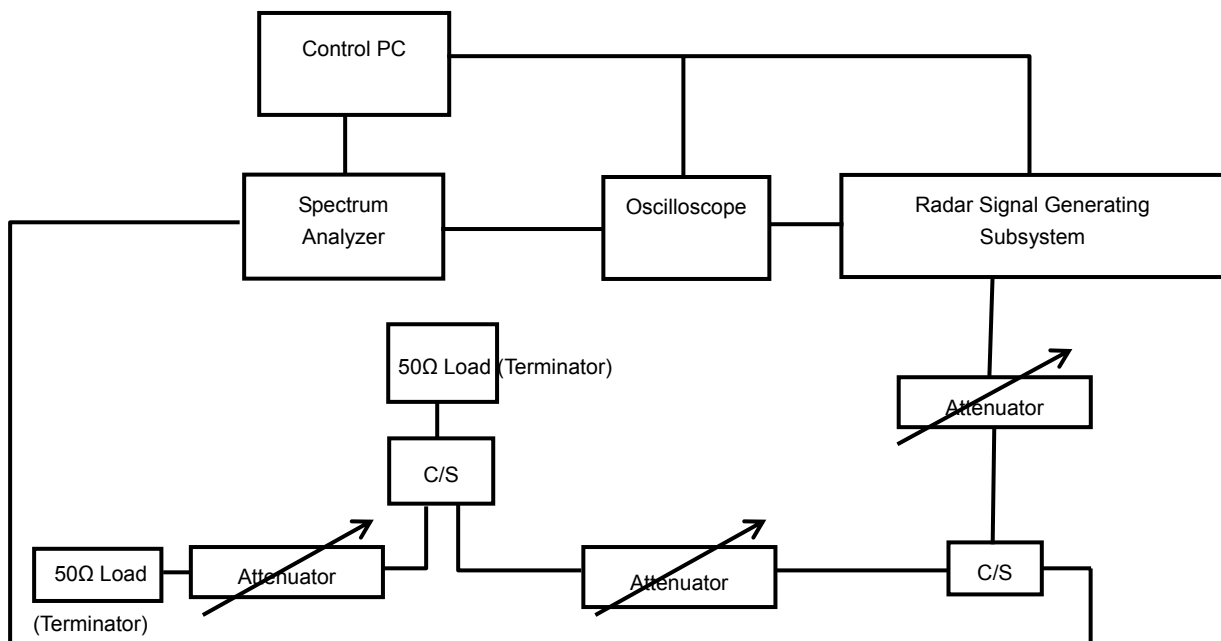 Control PC
Spectrum
Analyzer
Oscilloscope
Radar Signal Generating
Subsystem
50Ω Load (Terminator)
Attenuator
C/S
50Ω Load
(Terminator)
Attenuator
Attenuator
C/S